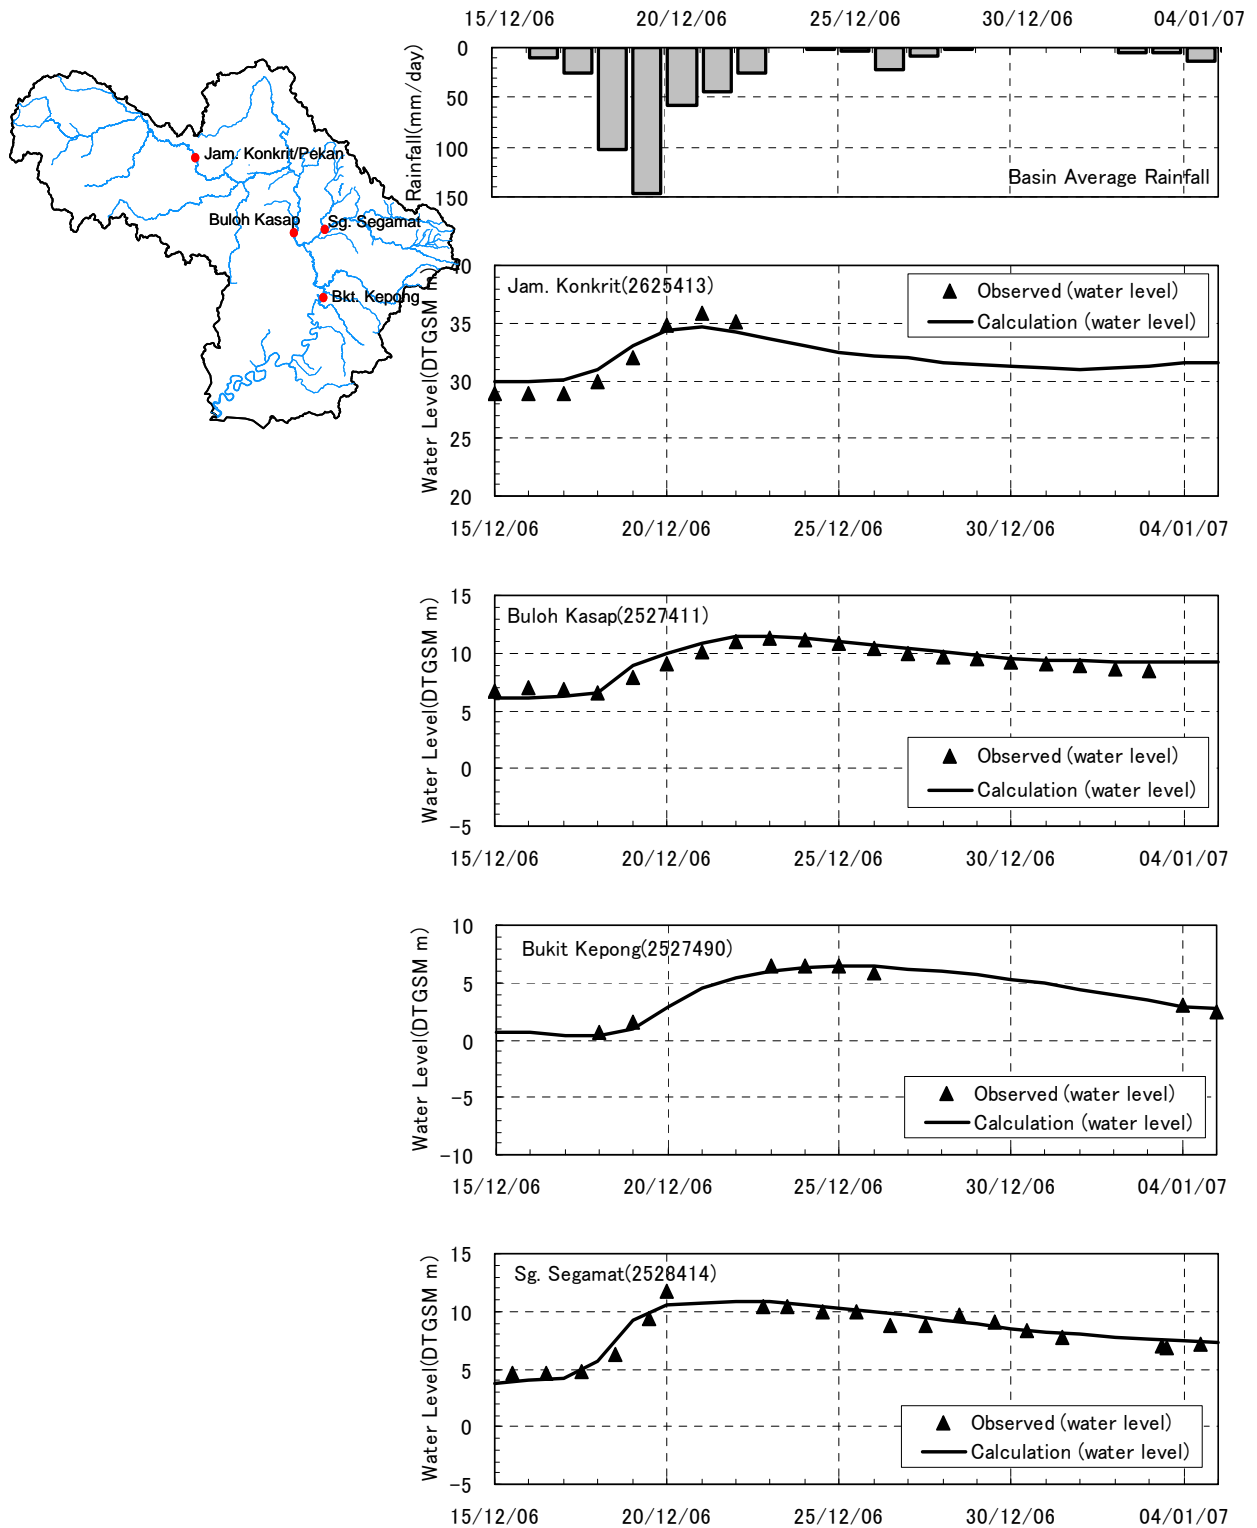 15/12/06 20/12/06 25/12/06 30/12/06 04/01/07
Rainfall(mm/day)
0
50
100
150
Basin Average Rainfall
Jam. Konkrit/Pekan
Buloh Kasap
Sg. Segamat
Bkt. Kepong
Water Level(DTGSM m)
40
35
30
25
20
Jam. Konkrit(2625413)
Observed (water level)
Calculation (water level)
15/12/06 20/12/06 25/12/06 30/12/06 04/01/07
Water Level(DTGSM m)
15
10
5
0
-5
Buloh Kasap(2527411)
Observed (water level)
Calculation (water level)
15/12/06 20/12/06 25/12/06 30/12/06 04/01/07
Water Level(DTGSM m)
10
5
0
-5
-10
Bukit Kepong(2527490)
Observed (water level)
Calculation (water level)
15/12/06 20/12/06 25/12/06 30/12/06 04/01/07
Water Level(DTGSM m)
15
10
5
0
-5
Sg. Segamat(2528414)
Observed (water level)
Calculation (water level)
15/12/06 20/12/06 25/12/06 30/12/06 04/01/07